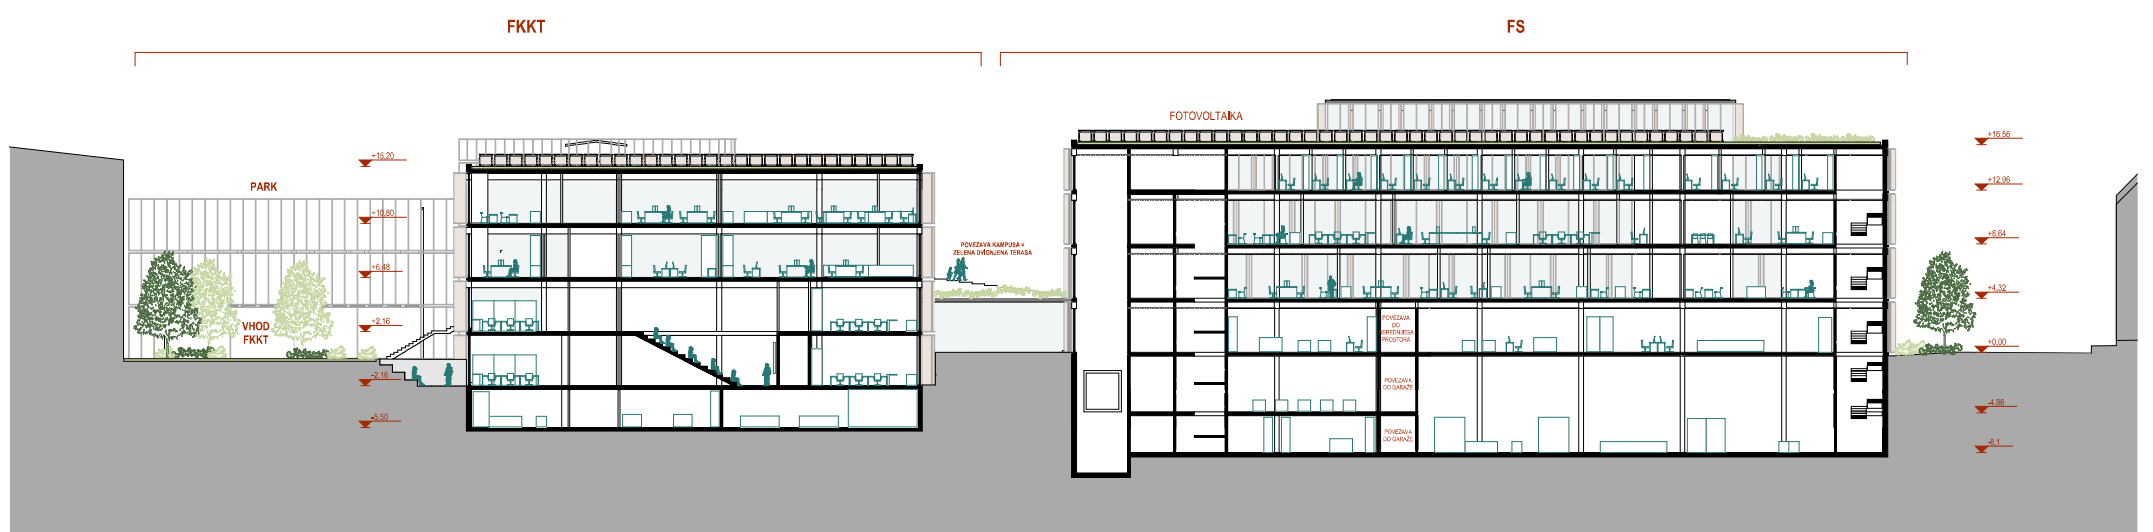 FKKT
FS
FOTOVOLTAIKA
PARK
VHOD
FKKT
POVEZAVA KAMPUSA =
ZELENA DVIGNJENA TERASA
+15,20
+10,80
+6,48
+2,16
-2,16
-5,50
POVEZAVA
DO
OSREDNJEGA
PROSTORA
POVEZAVA
DO GARAŽE
POVEZAVA
DO GARAŽE
+16,56
+12,96
+8,64
+4,32
+0,00
-4,86
-8,1